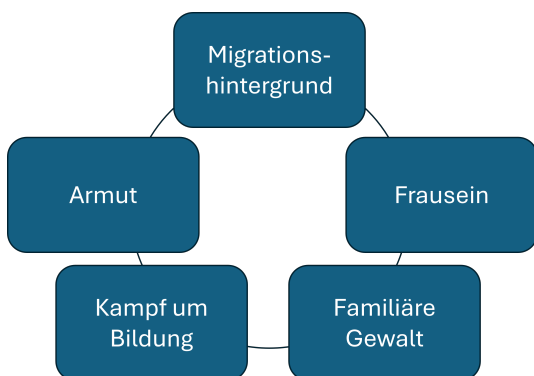 Migrations-
hintergrund
Armut
Frausein
Kampf um
Bildung
Familiäre
Gewalt